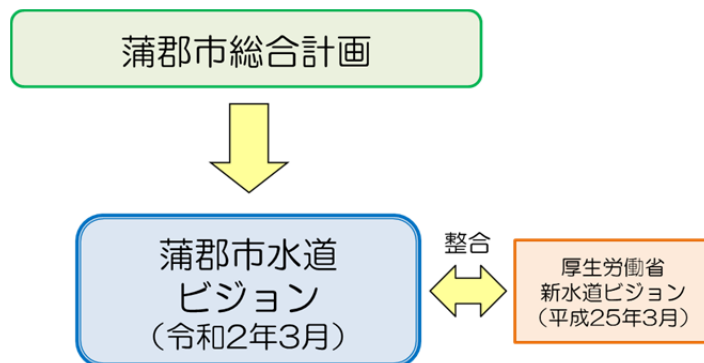 蒲郡市総合計画
蒲郡市水道
ビジョン
（令和2年3月）
整合
厚生労働省
新水道ビジョン
（平成25年3月）